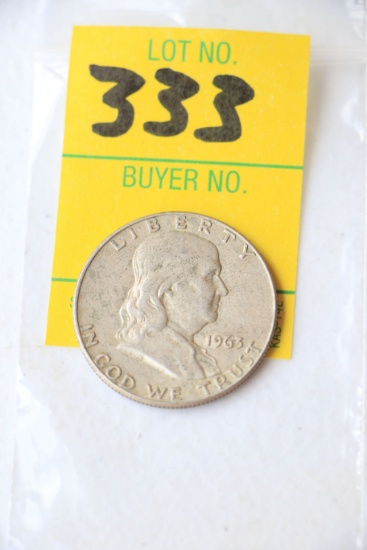 LOT NO.
333
BUYER NO.
LIBERTY
1963
IN GOD WE TRUST